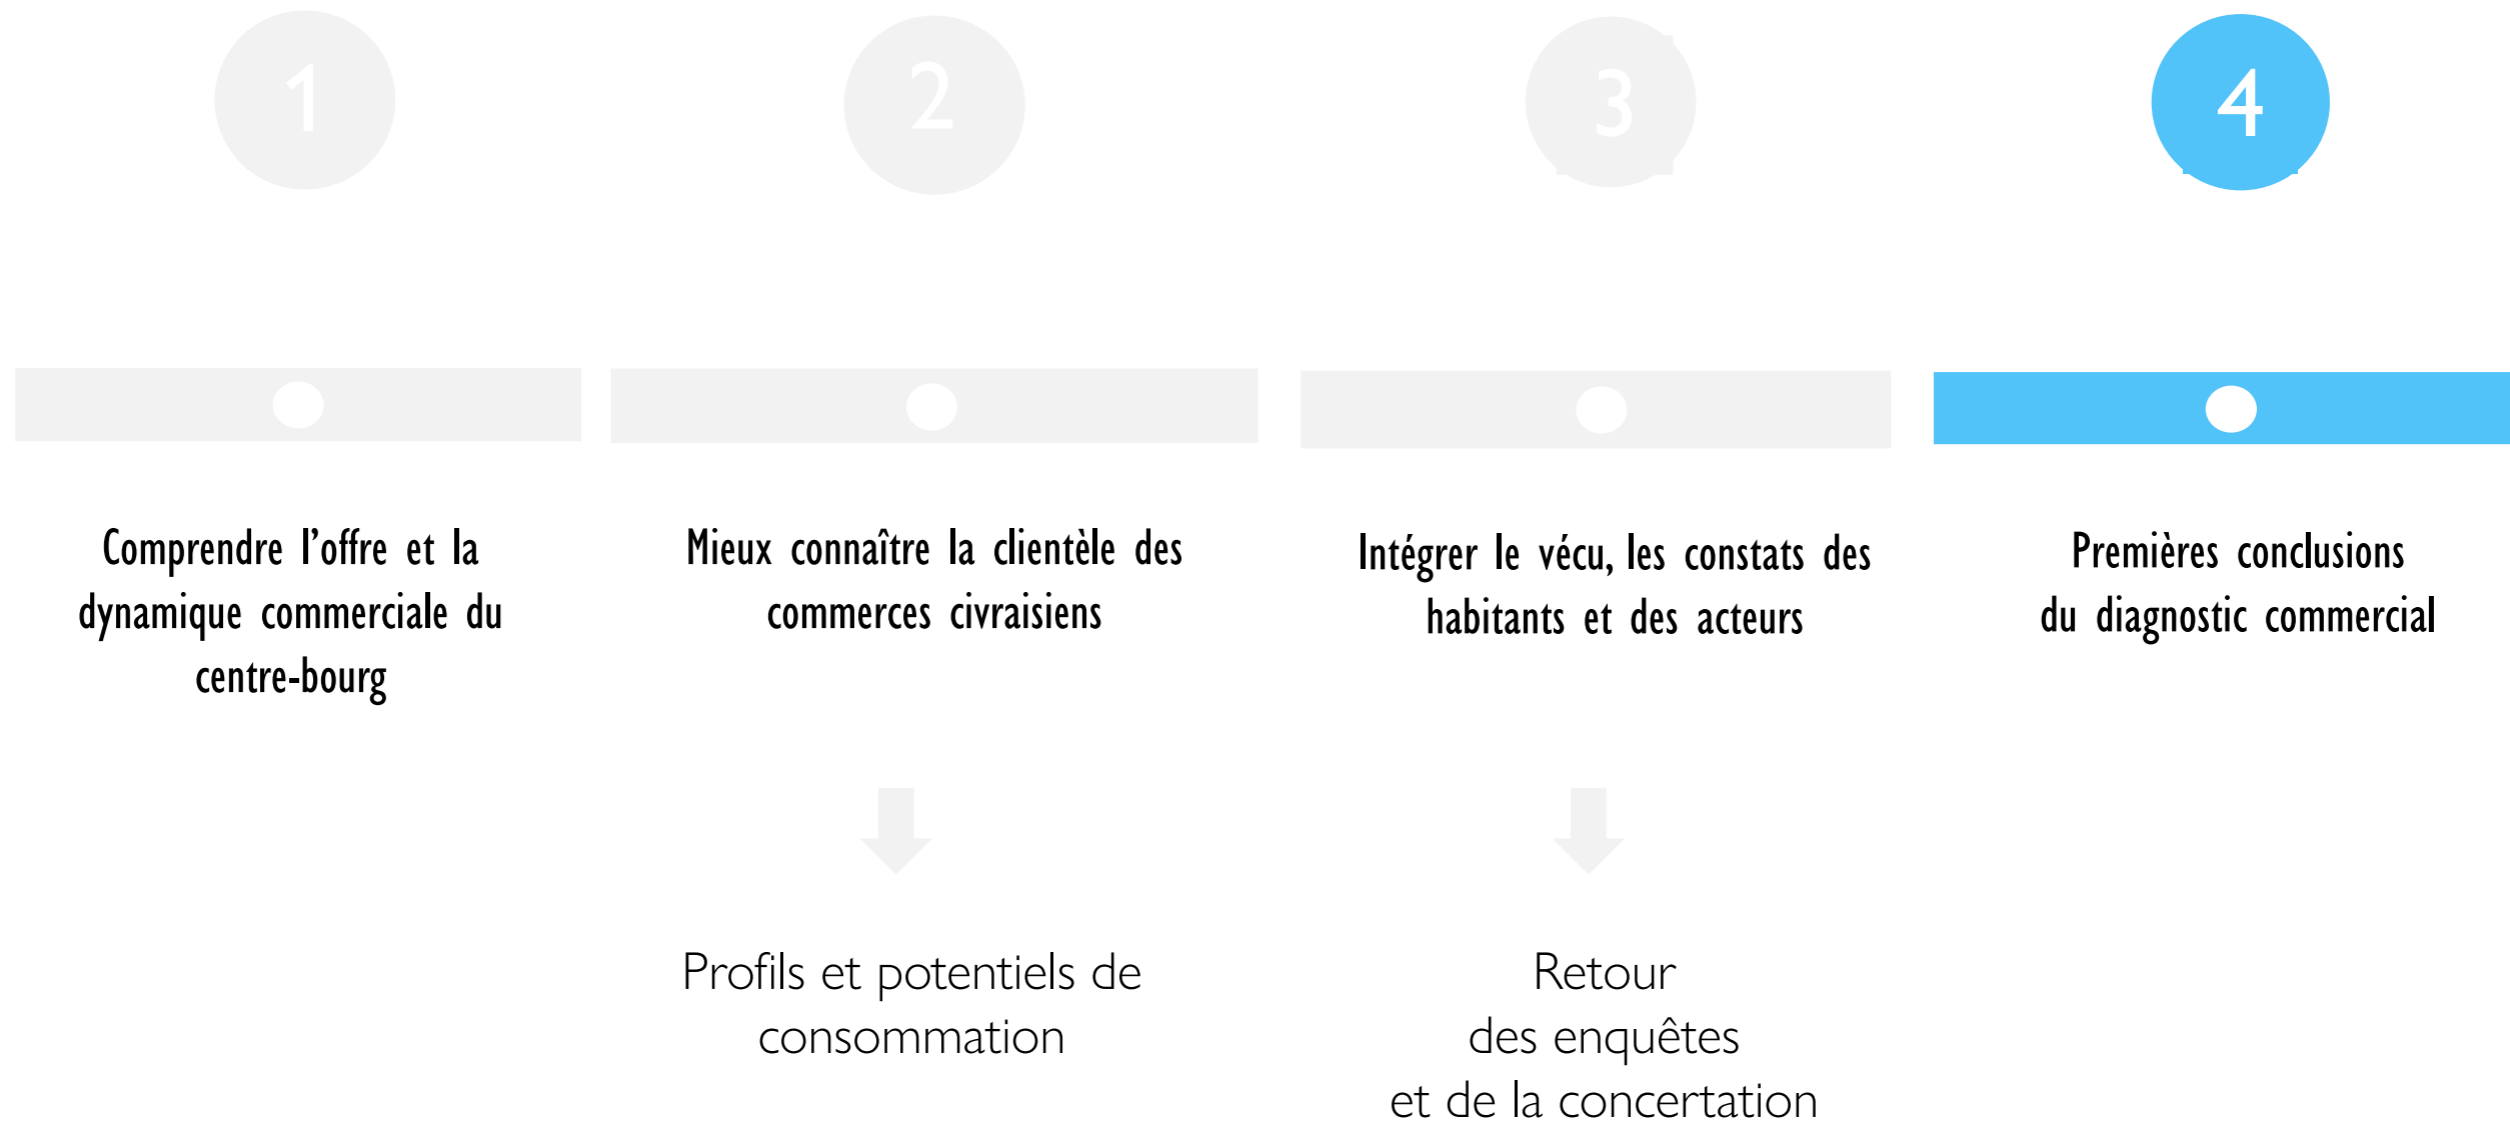 1
2
3
4
Comprendre l’offre et la
dynamique commerciale du
centre-bourg
Mieux connaître la clientèle des
commerces civraisiens
Intégrer le vécu, les constats des
habitants et des acteurs
Premières conclusions
du diagnostic commercial
Profils et potentiels de
consommation
Retour
des enquêtes
et de la concertation